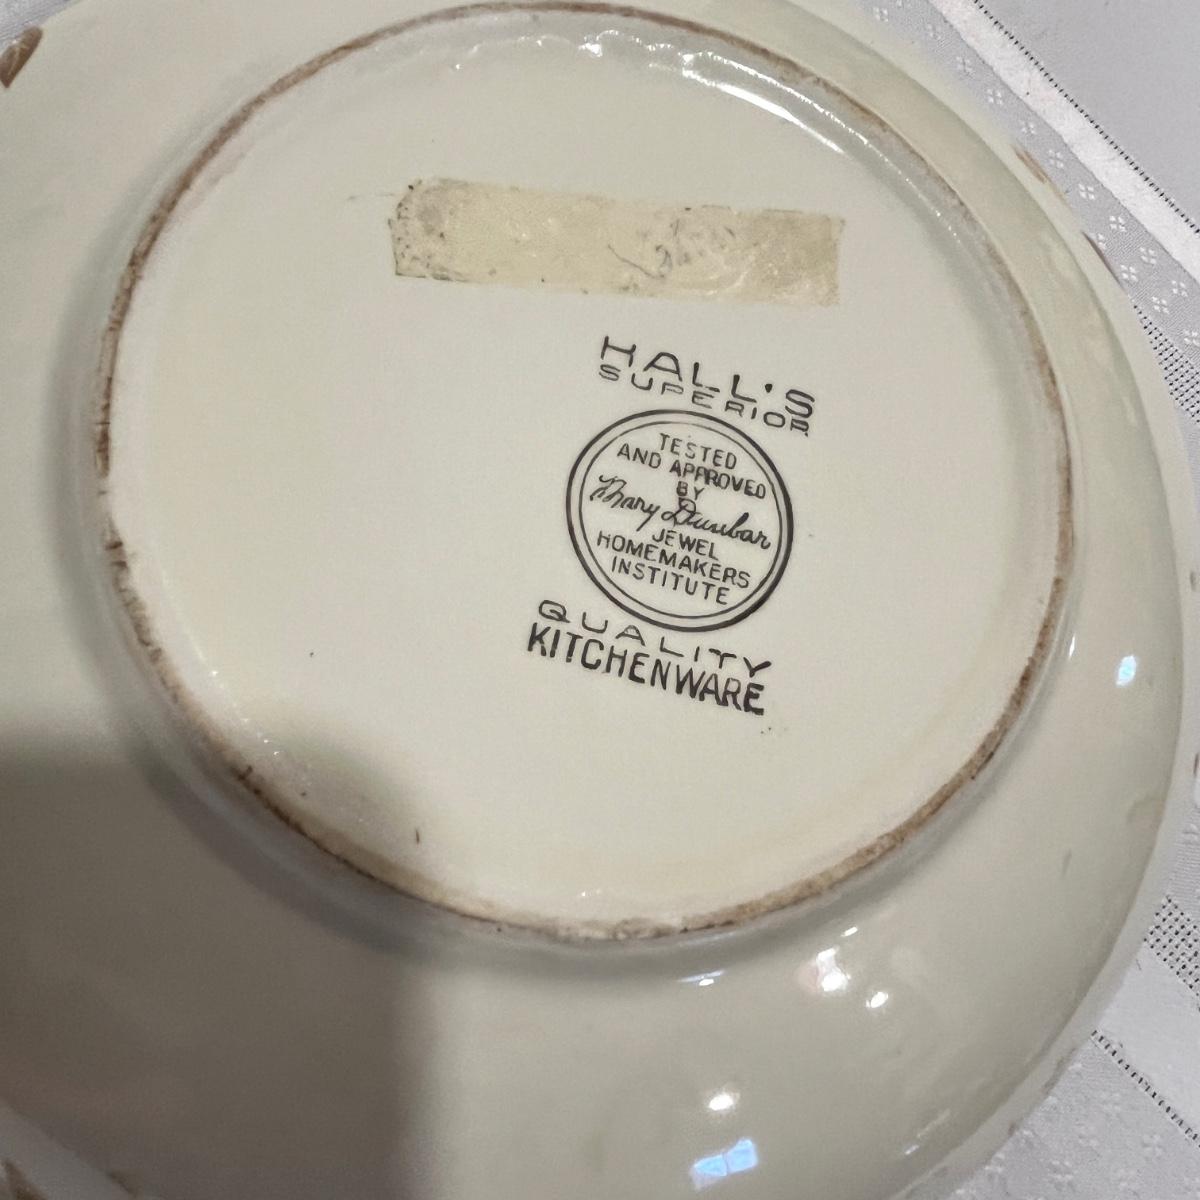 HALL'S
SUPERIOR
TESTED
AND APPROVED
BY
Mary Dunbar
JEWEL
HOMEMAKERS
INSTITUTE
QUALITY
KITCHENWARE